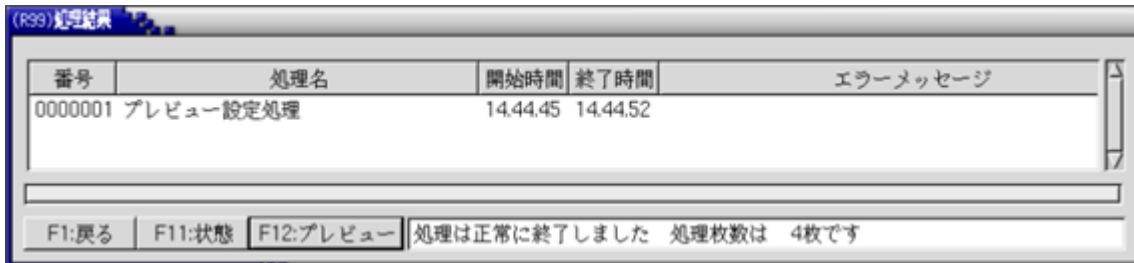 (R99)処理結果
番号 処理名 開始時間 終了時間 エラーメッセージ
0000001 プレビュー設定処理 14.44.45 14.44.52
F1:戻る F11:状態 F12:プレビュー 処理は正常に終了しました 処理枚数は 4枚です